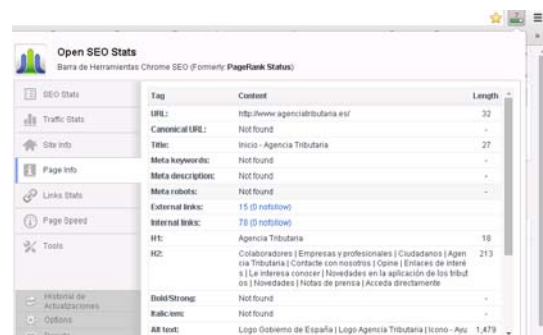 Open SEO Stats
Barra de Herramientas Chrome SEO (Formerly: PageRank Status)
SEO Stats
Traffic Stats
Site Info
Page Info
Links Stats
Page Speed
Tools
Historial de
Actualizaciones
Options
Tag Content Length
URL: http://www.agenciatributaria.es/ 32
Canonical URL: Not found -
Title: Inicio - Agencia Tributaria 27
Meta keywords: Not found -
Meta description: Not found -
Meta robots: Not found -
External links: 15 (0 nofollow)
Internal links: 78 (0 nofollow)
H1: Agencia Tributaria 18
H2: Colaboradores | Empresas y profesionales | Ciudadanos | Agen 213
cia Tributaria | Contacte con nosotros | Opine | Enlaces de interé
s | Le interesa conocer | Novedades en la aplicación de los tribut
os | Novedades | Notas de prensa | Acceda directamente
Bold/Strong: Not found -
Italic/em: Not found -
Alt text: Logo Gobierno de España | Logo Agencia Tributaria | Icono - Ayu 1,479